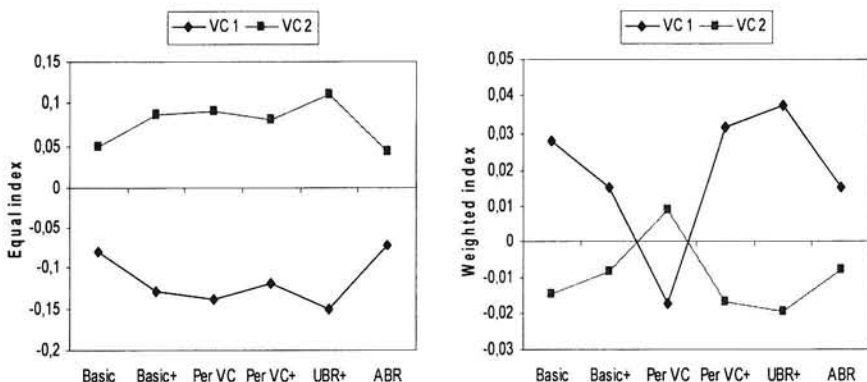 VC 1 VC 2
0,15
0,1
0,05
0
-0,05
-0,1
-0,15
-0,2
Equal index
Basic Basic+ Per VC Per VC+ UBR+ ABR
VC 1 VC 2
0,05
0,04
0,03
0,02
0,01
0
-0,01
-0,02
-0,03
Weighted index
Basic Basic+ Per VC Per VC+ UBR+ ABR